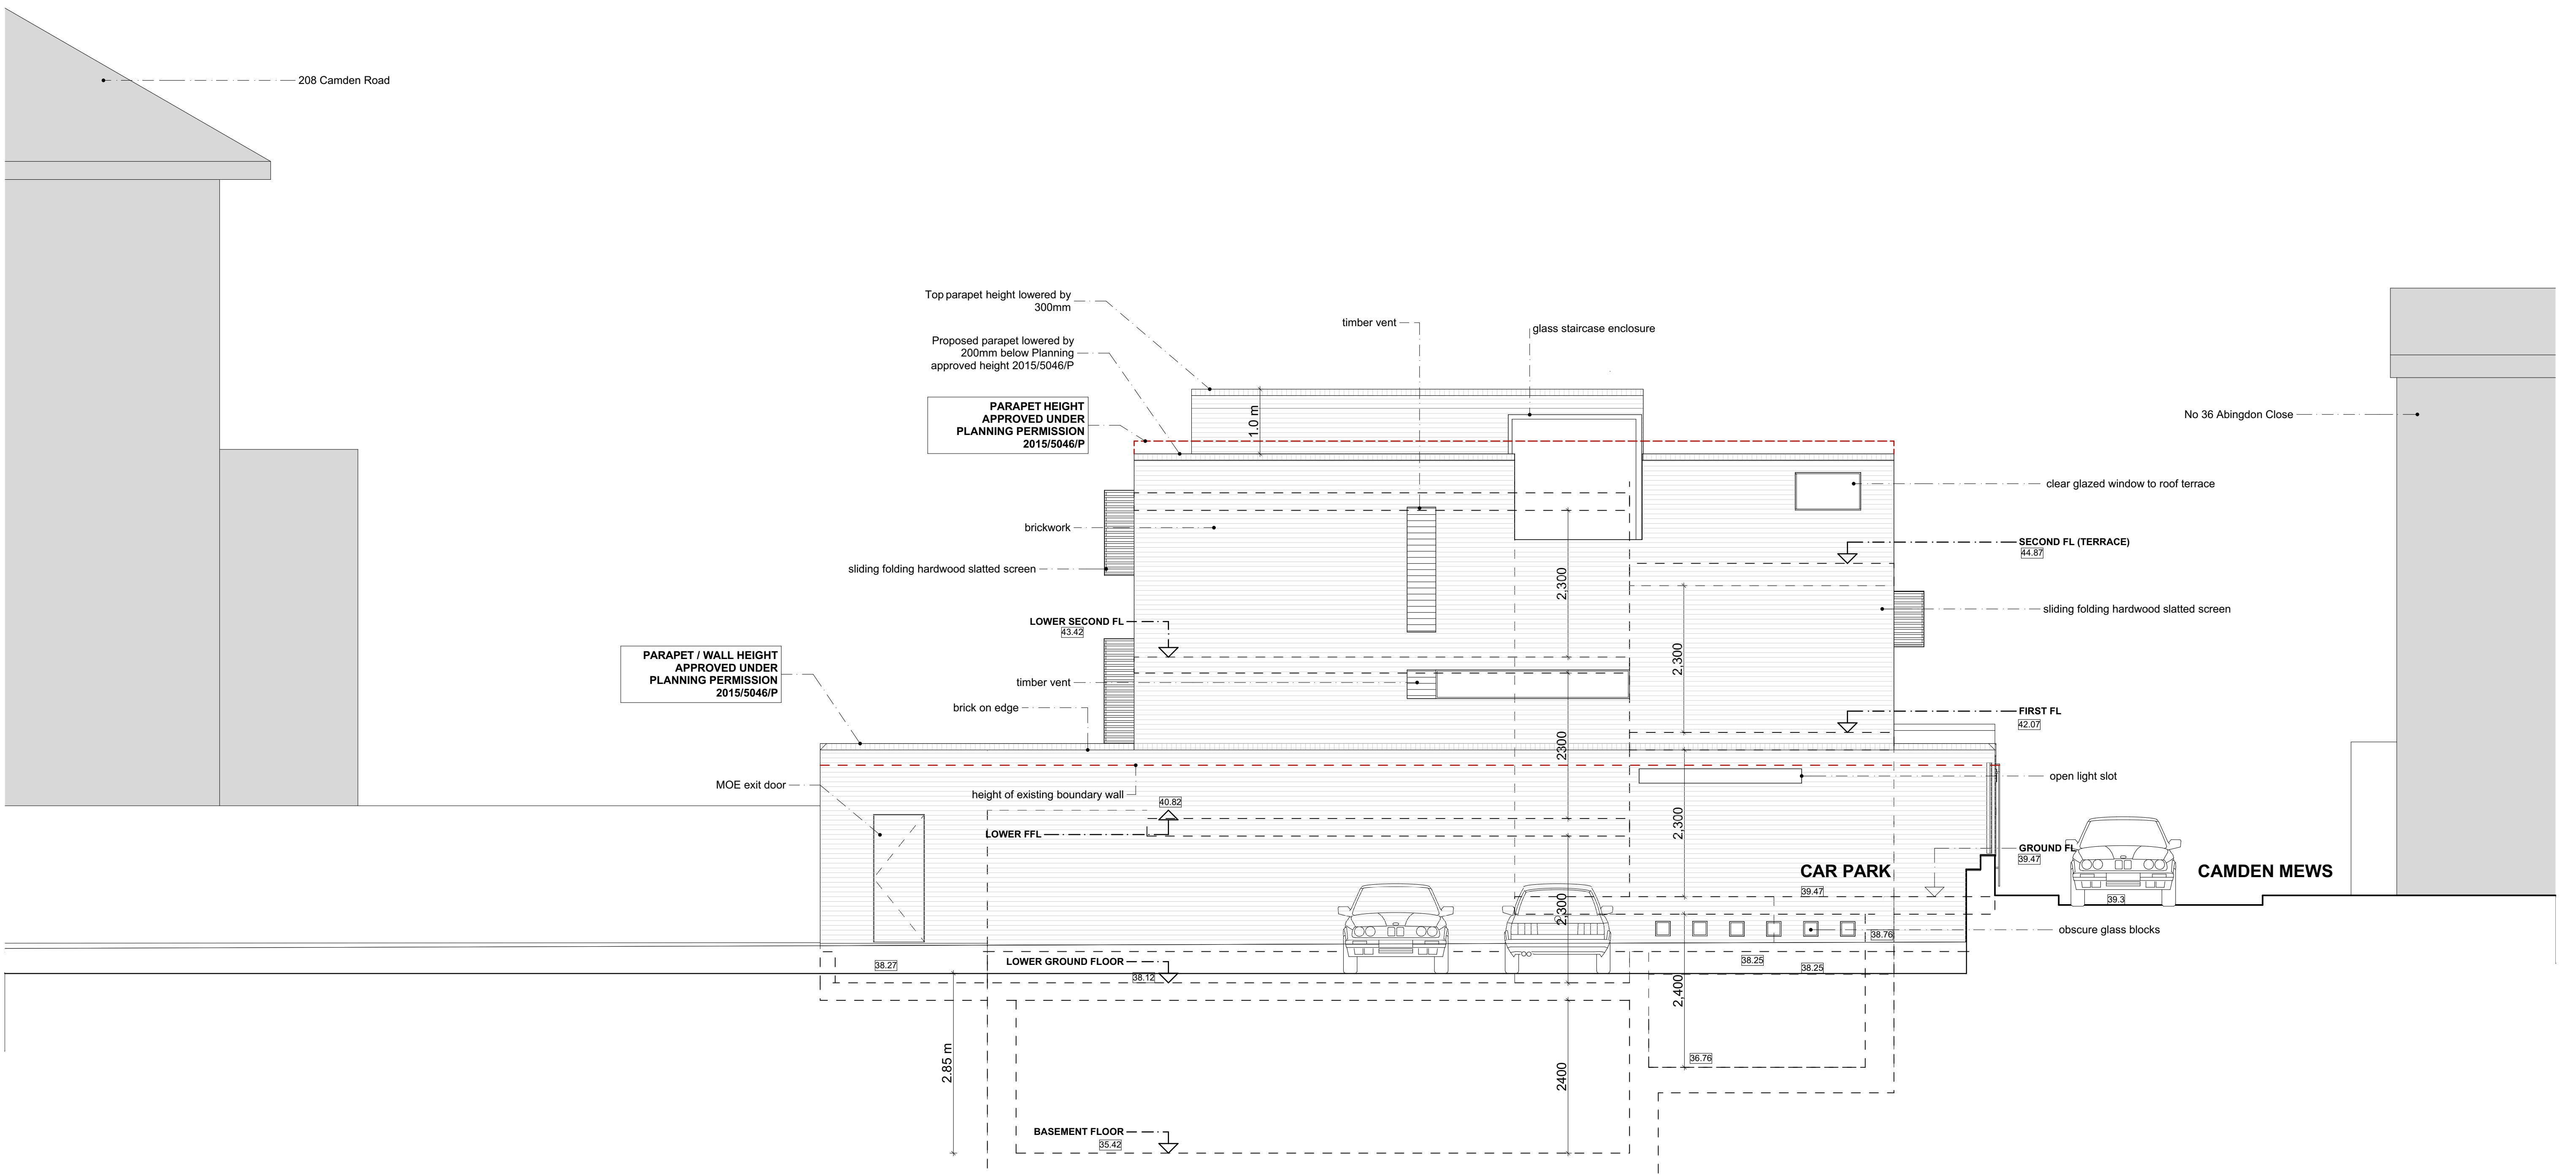 208 Camden Road
Top parapet height lowered by
300mm
timber vent
glass staircase enclosure
Proposed parapet lowered by
200mm below Planning
approved height 2015/5046/P
PARAPET HEIGHT
APPROVED UNDER
PLANNING PERMISSION
2015/5046/P
1.0 m
No 36 Abingdon Close
clear glazed window to roof terrace
brickwork
SECOND FL (TERRACE)
44.87
sliding folding hardwood slatted screen
2,300
sliding folding hardwood slatted screen
LOWER SECOND FL
43.42
PARAPET / WALL HEIGHT
APPROVED UNDER
PLANNING PERMISSION
2015/5046/P
2,300
timber vent
brick on edge
FIRST FL
42.07
2300
open light slot
MOE exit door
height of existing boundary wall
40.82
LOWER FFL
2,300
GROUND FL
39.47
CAR PARK
CAMDEN MEWS
39.47
39.3
2,300
obscure glass blocks
38.76
LOWER GROUND FLOOR
38.27
38.12
38.25
38.25
2,400
36.76
2.85 m
2400
BASEMENT FLOOR
35.42